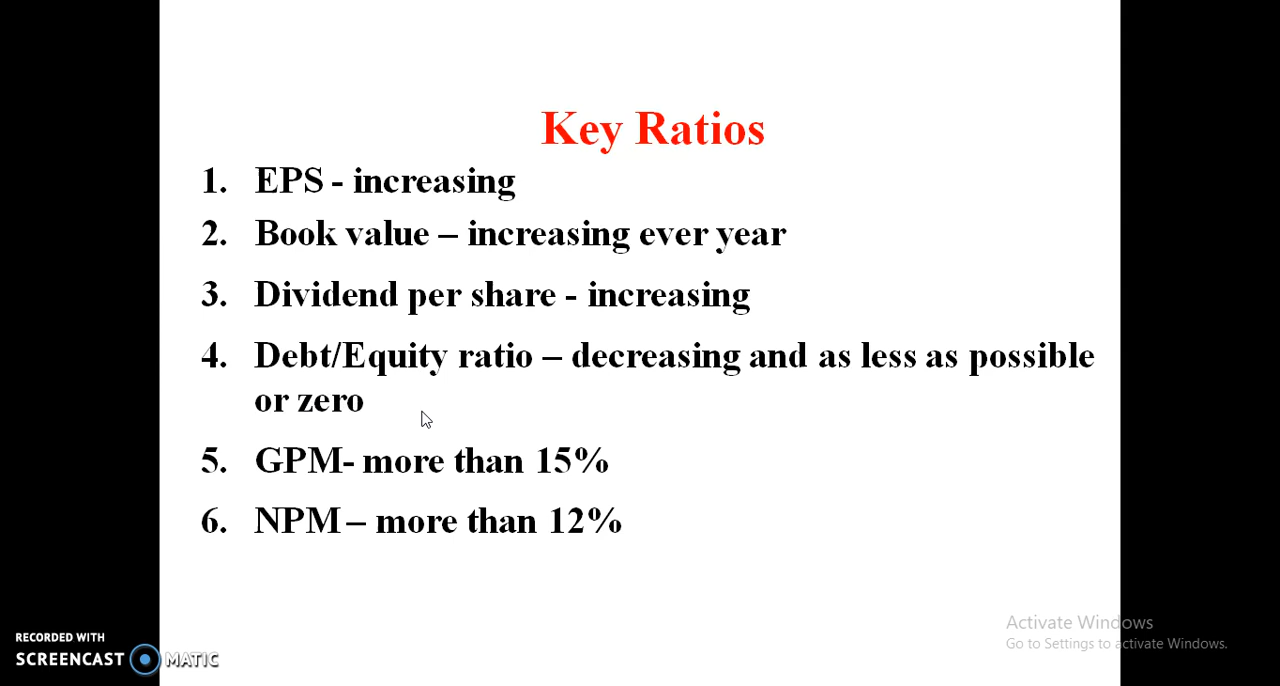 Key Ratios
1. EPS - increasing
2. Book value – increasing ever year
3. Dividend per share - increasing
4. Debt/Equity ratio – decreasing and as less as possible
or zero
5. GPM- more than 15%
6. NPM – more than 12%
Activate Windows
Go to Settings to activate Windows.
RECORDED WITH
SCREENCAST MATIC